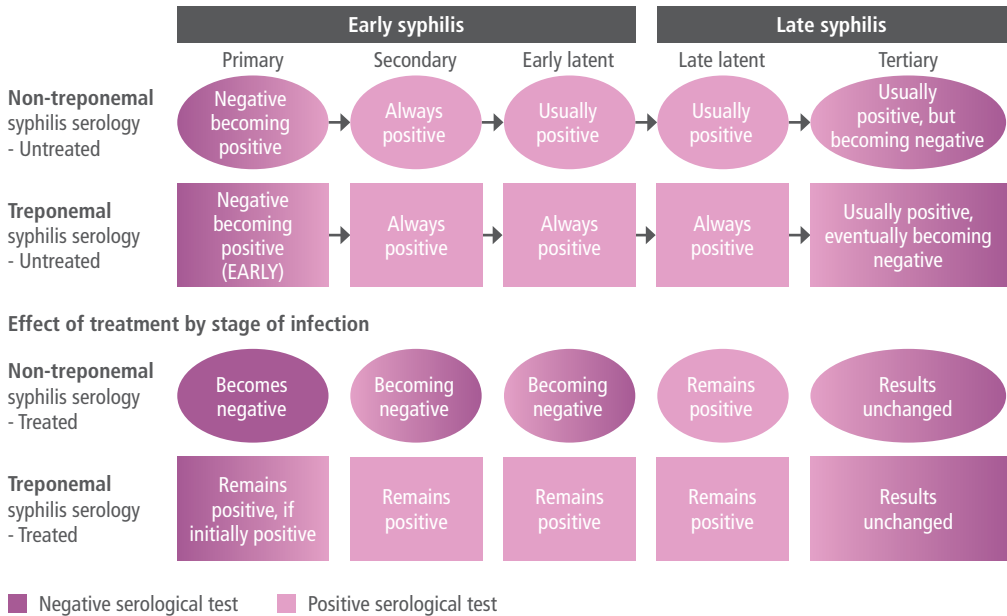 Early syphilis
Late syphilis
Primary
Secondary
Early latent
Late latent
Tertiary
Non-treponemal
syphilis serology
- Untreated
Negative
becoming
positive
Always
positive
Usually
positive
Usually
positive
Usually
positive, but
becoming negative
Treponemal
syphilis serology
- Untreated
Negative
becoming
positive
(EARLY)
Always
positive
Always
positive
Always
positive
Usually positive,
eventually becoming
negative
Effect of treatment by stage of infection
Non-treponemal
syphilis serology
- Treated
Becomes
negative
Becoming
negative
Becoming
negative
Remains
positive
Results
unchanged
Treponemal
syphilis serology
- Treated
Remains
positive, if
initially positive
Remains
positive
Remains
positive
Remains
positive
Results
unchanged
Negative serological test
Positive serological test